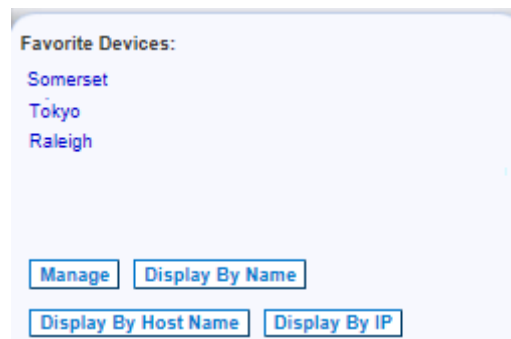 Favorite Devices:
Somerset
Tokyo
Raleigh
Manage Display By Name
Display By Host Name Display By IP